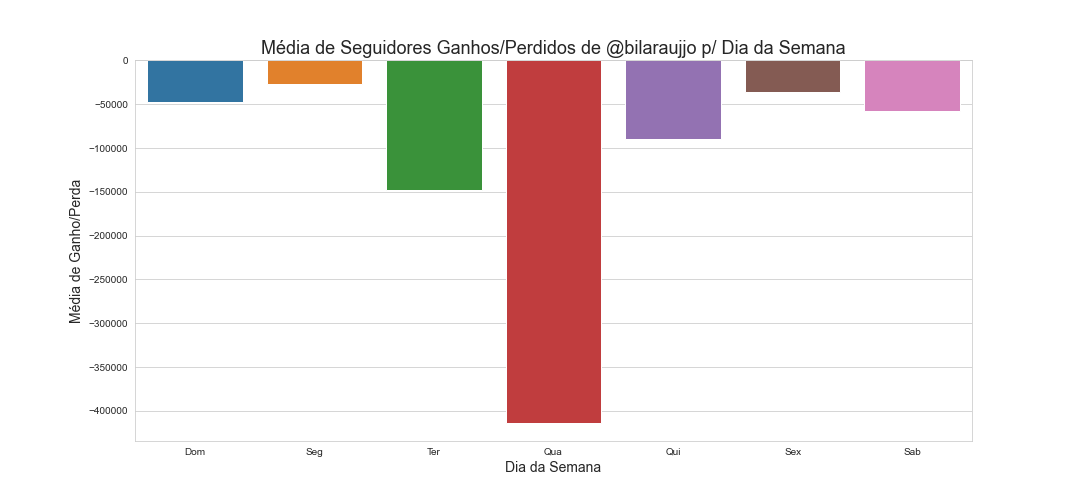 Média de Seguidores Ganhos/Perdidos de @bilaraujjo p/ Dia da Semana
Média de Ganho/Perda
0
−50000
−100000
−150000
−200000
−250000
−300000
−350000
−400000
Dom Seg Ter Qua Qui Sex Sab
Dia da Semana